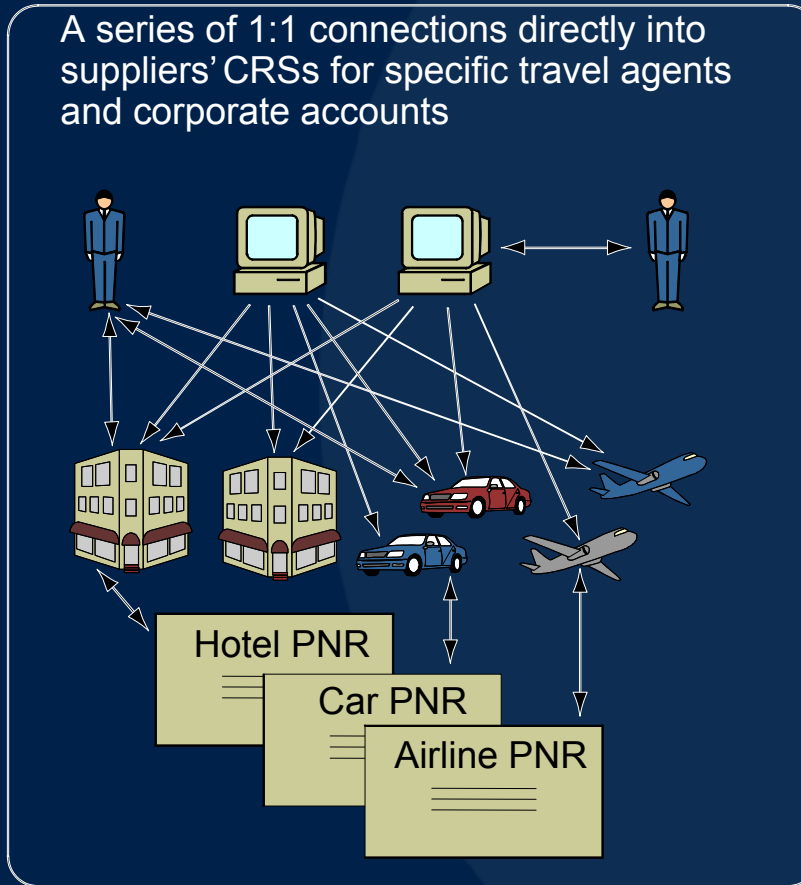 A series of 1:1 connections directly into
suppliers’ CRSs for specific travel agents
and corporate accounts
Hotel PNR
Car PNR
Airline PNR